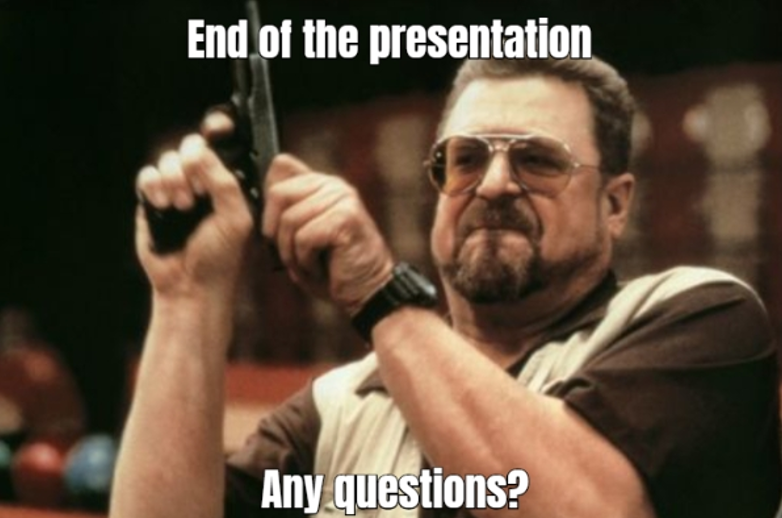 End of the presentation
Any questions?